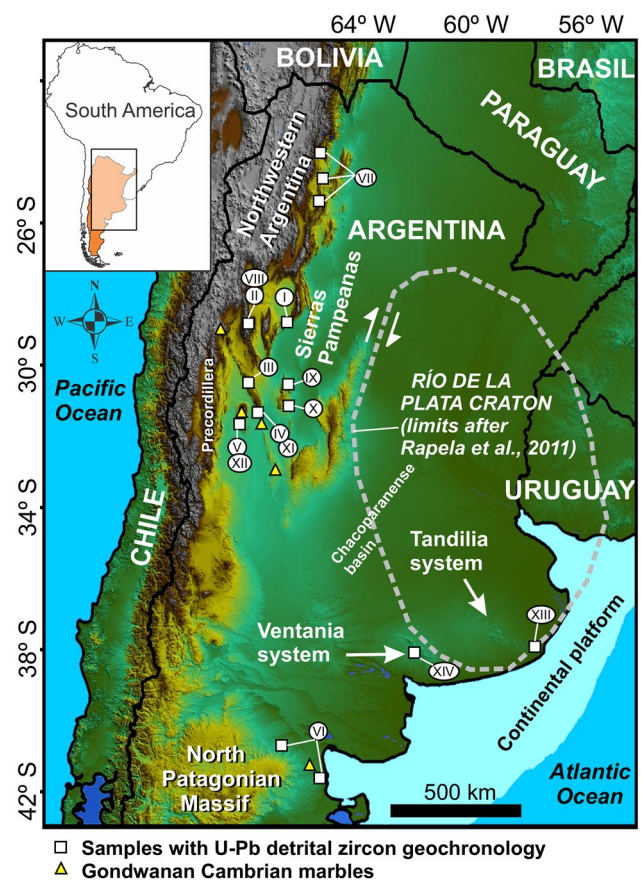 64º W
60º W
56º W
BOLIVIA
BRASIL
South America
PARAGUAY
Northwestern
Argentina
VII
26º S
ARGENTINA
VIII
II
I
N
W
E
S
Sierras
Pampeanas
30º S
III
IX
Pacific
Ocean
Precordillera
RÍO DE LA
PLATA CRATON
(limits after
Rapela et al., 2011)
X
IV
V
XI
XII
URUGUAY
34º S
CHILE
Chacoparanense
basin
Tandilia
system
XIII
Ventania
system
38º S
XIV
Continental platform
VI
North
Patagonian
Massif
Atlantic
Ocean
42º S
500 km
Samples with U-Pb detrital zircon geochronology
Gondwanan Cambrian marbles